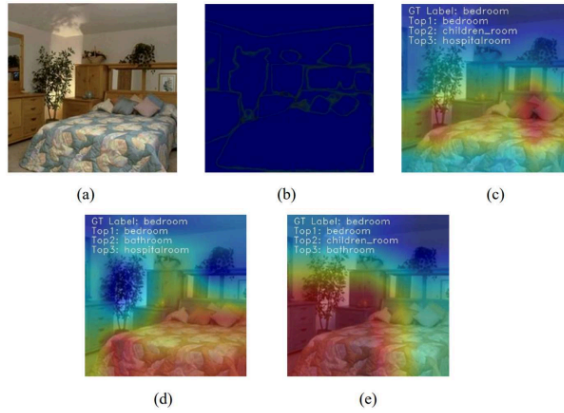 GT Label: bedroom
Top1: bedroom
Top2: children_room
Top3: hospitalroom
(a)
(b)
(c)
GT Label: bedroom
Top1: bedroom
Top2: bathroom
Top3: hospitalroom
GT Label: bedroom
Top1: bedroom
Top2: children_room
Top3: bathroom
(d)
(e)